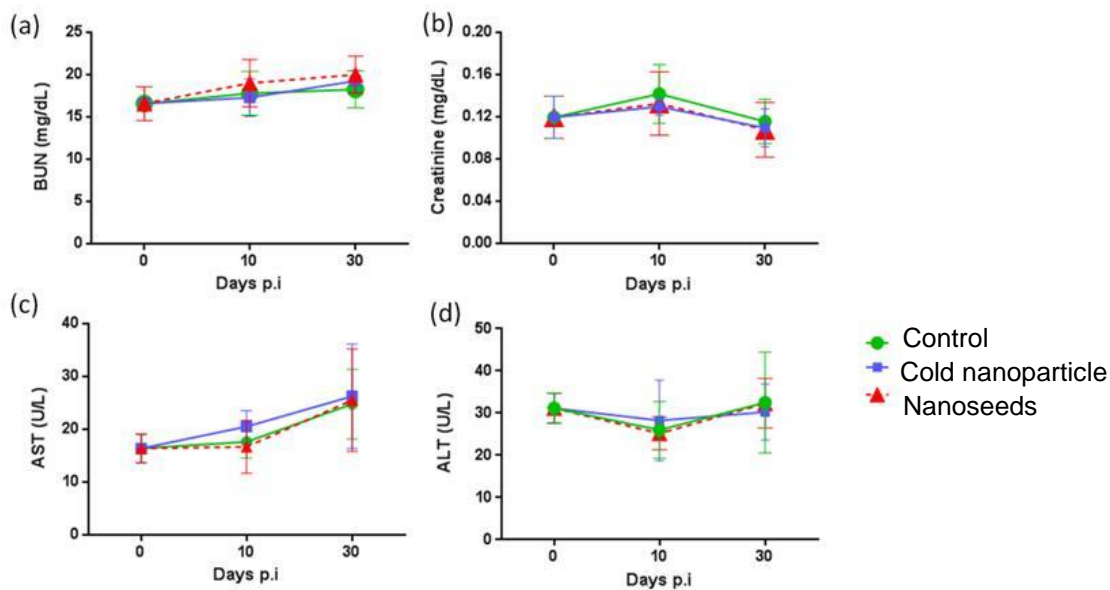 (a)
25
20
15
10
5
0
BUN (mg/dL)
0 10 30
Days p.i
(b)
0.20
0.16
0.12
0.08
0.04
0.00
Creatinine (mg/dL)
0 10 30
Days p.i
(c)
40
30
20
10
0
AST (U/L)
0 10 30
Days p.i
(d)
50
40
30
20
10
0
ALT (U/L)
0 10 30
Days p.i
Control
Cold nanoparticle
Nanoseeds